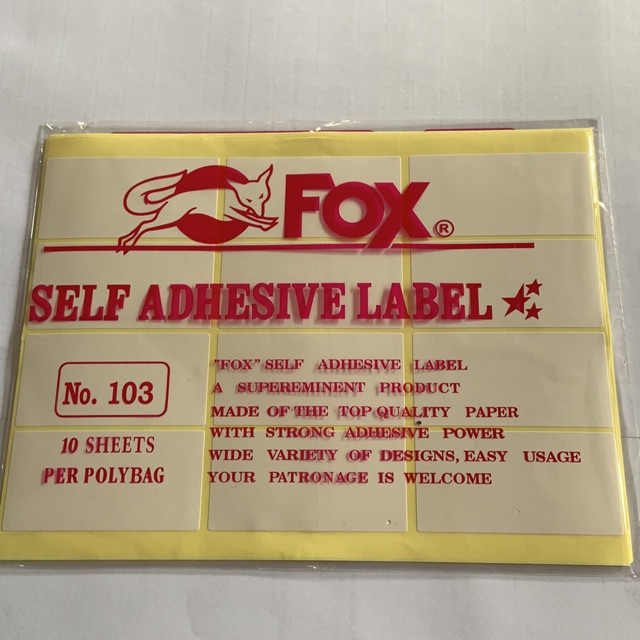 FOX®
SELF ADHESIVE LABEL
No. 103
10 SHEETS
PER POLYBAG
"FOX" SELF ADHESIVE LABEL
A SUPEREMINENT PRODUCT
MADE OF THE TOP QUALITY PAPER
WITH STRONG ADHESIVE POWER
WIDE VARIETY OF DESIGNS, EASY USAGE
YOUR PATRONAGE IS WELCOME